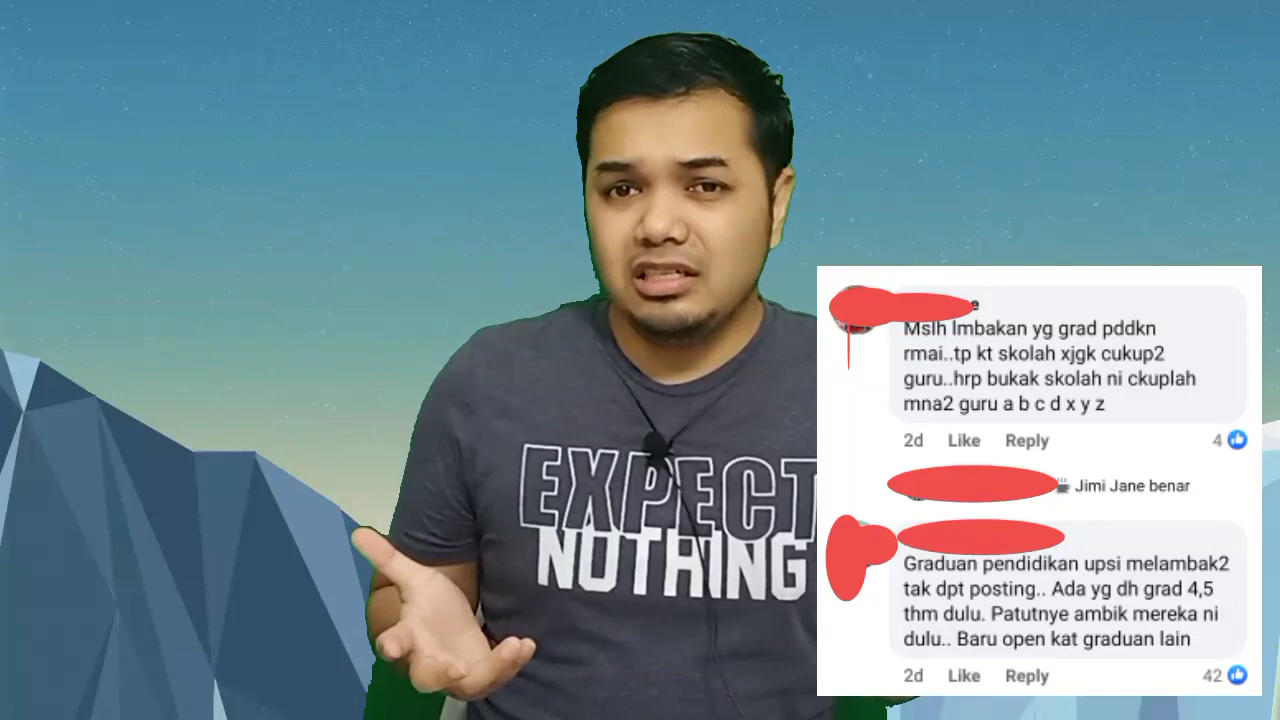 EXPECT
NOTHING
e
Mslh lmbakan yg grad pddkn
rmai..tp kt skolah xjgk cukup2
guru..hrp bukak skolah ni ckuplah
mna2 guru a b c d x y z
2d Like Reply 4
Jimi Jane benar
Graduan pendidikan upsi melambak2
tak dpt posting.. Ada yg dh grad 4,5
thm dulu. Patutnye ambik mereka ni
dulu.. Baru open kat graduan lain
2d Like Reply 42